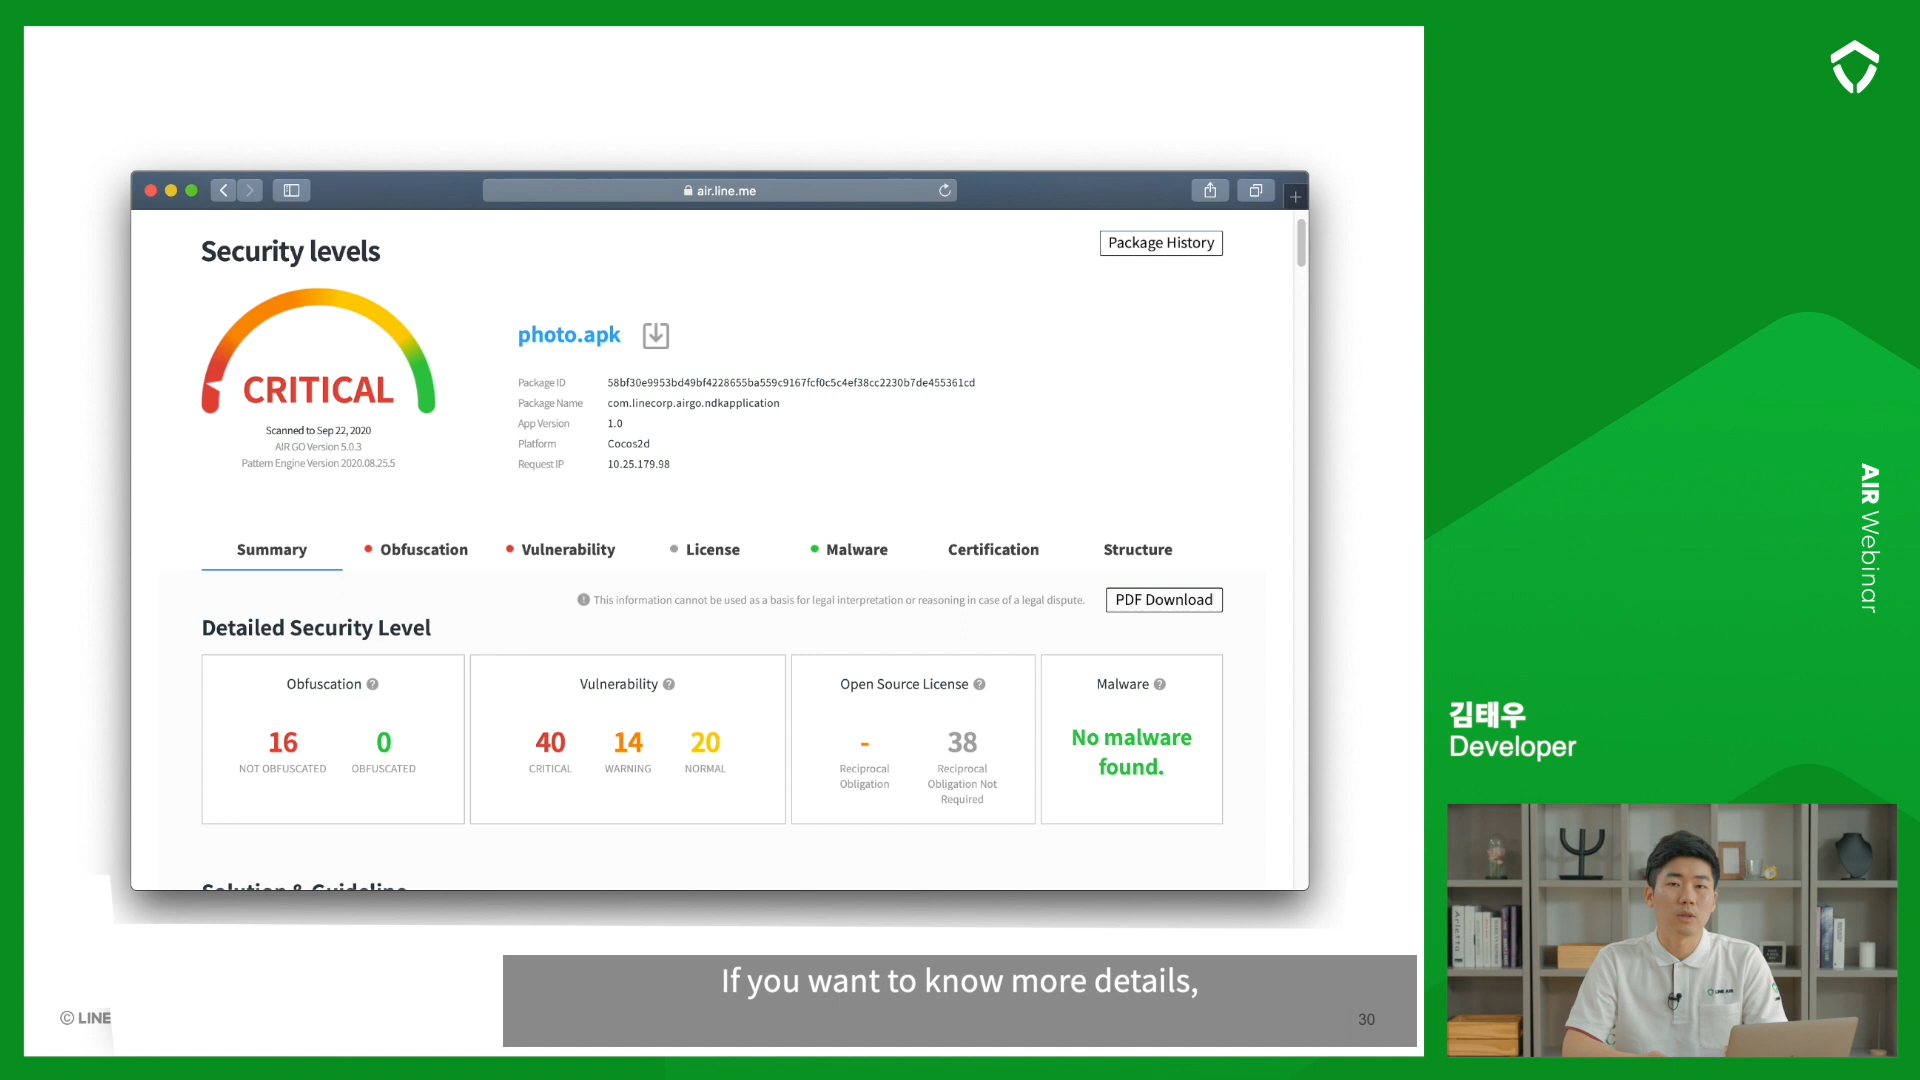 air.line.me
Security levels
Package History
CRITICAL
Scanned to Sep 22, 2020
AIR GO Version 5.0.3
Pattern Engine Version 2020.08.25.5
photo.apk
Package ID 58bf30e9953bd49bf4228655ba559c9167fcf0c5c4ef38cc2230b7de455361cd
Package Name com.linecorp.airgo.ndkapplication
App Version 1.0
Platform Cocos2d
Request IP 10.25.179.98
Summary Obfuscation Vulnerability License Malware Certification Structure
This information cannot be used as a basis for legal interpretation or reasoning in case of a legal dispute.
PDF Download
Detailed Security Level
Obfuscation
16 0
NOT OBFUSCATED OBFUSCATED
Vulnerability
40 14 20
CRITICAL WARNING NORMAL
Open Source License
- 38
Reciprocal Obligation
Reciprocal Obligation Not Required
Malware
No malware
found.
Solution & Guideline
If you want to know more details,
30
© LINE
AIR Webinar
김태우
Developer
LINE AIR